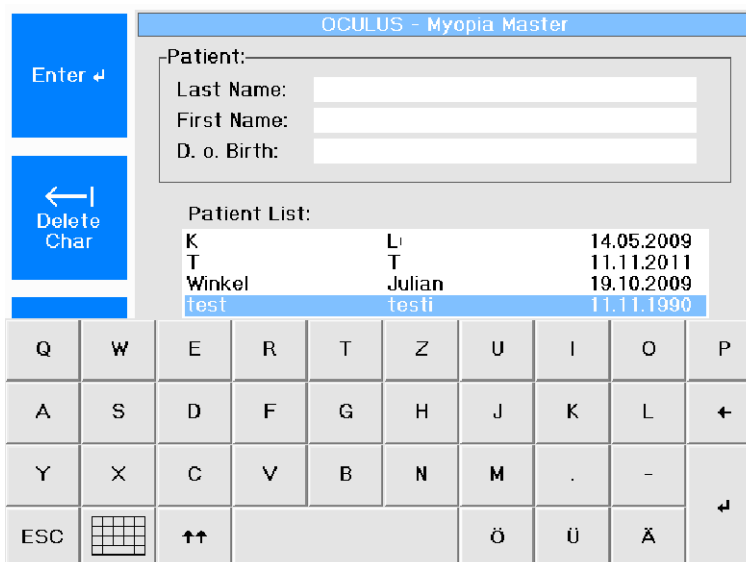 OCULUS - Myopia Master
Enter ↵
Patient:
Last Name:
First Name:
D. o. Birth:
Delete
Char
Patient List:
K 14.05.2009
T T 11.11.2011
Winkel Julian 19.10.2009
test testi 11.11.1990
Q W E R T Z U I O P
A S D F G H J K L ←
Y X C V B N M . - ↵
ESC Ö Ü Ä